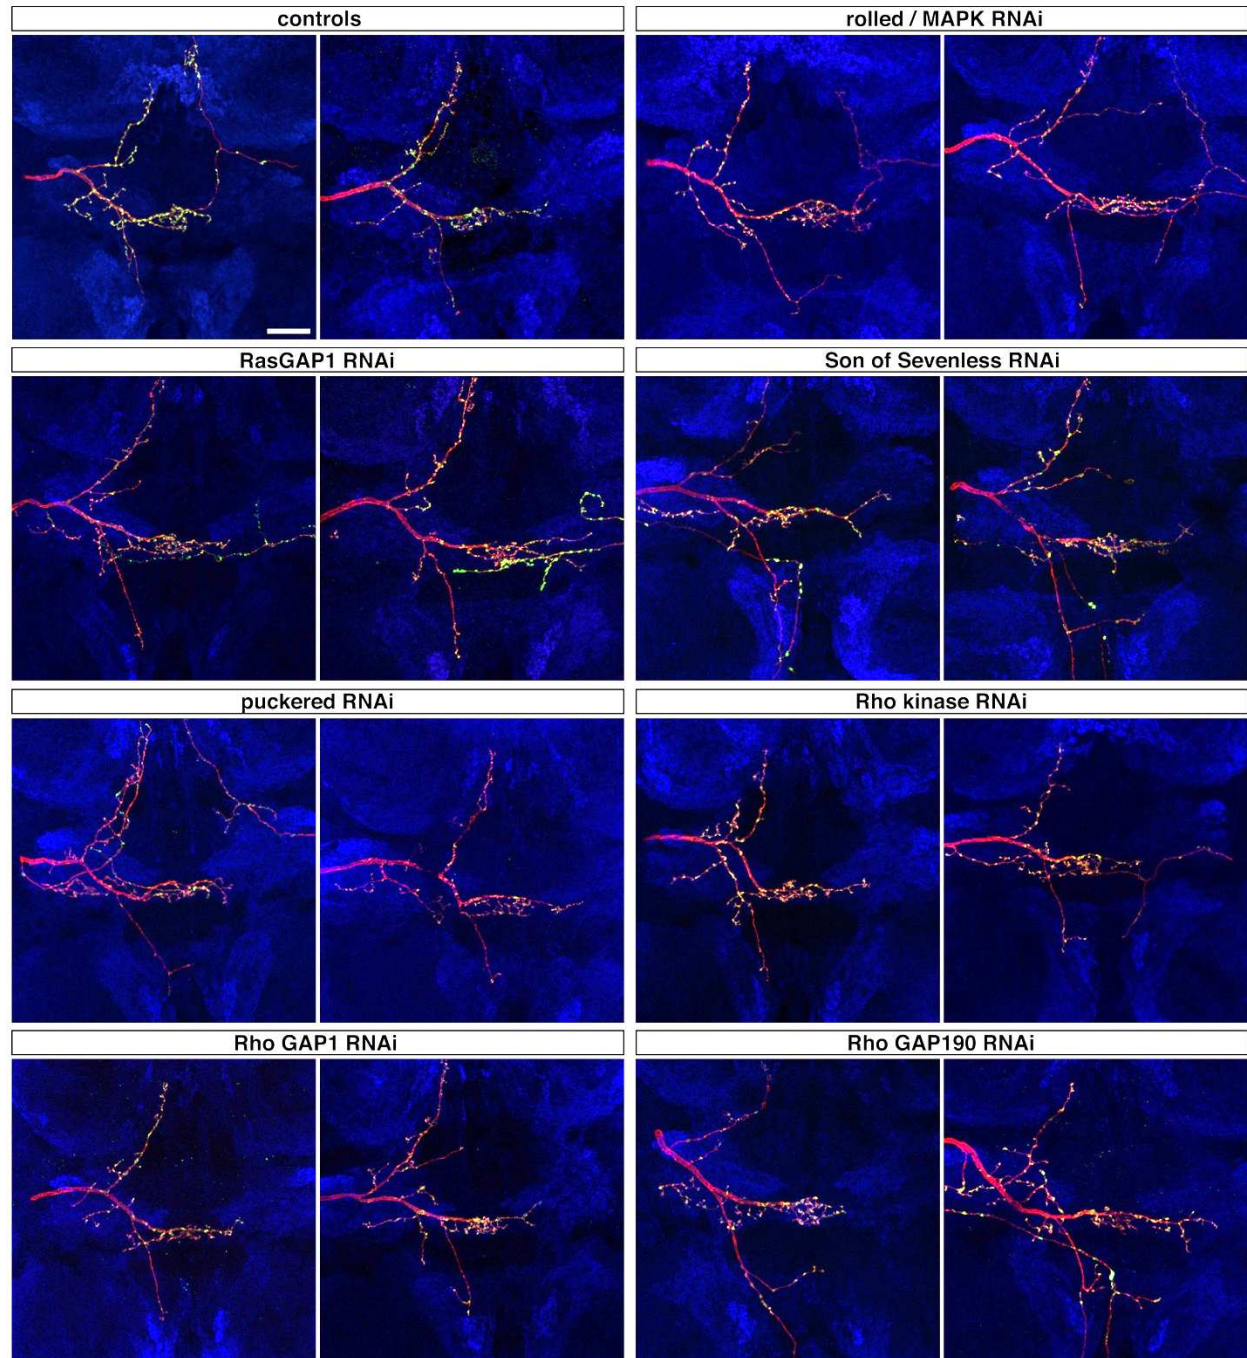 controls
rolled / MAPK RNAi
RasGAP1 RNAi
Son of Sevenless RNAi
puckered RNAi
Rho kinase RNAi
Rho GAP1 RNAi
Rho GAP190 RNAi